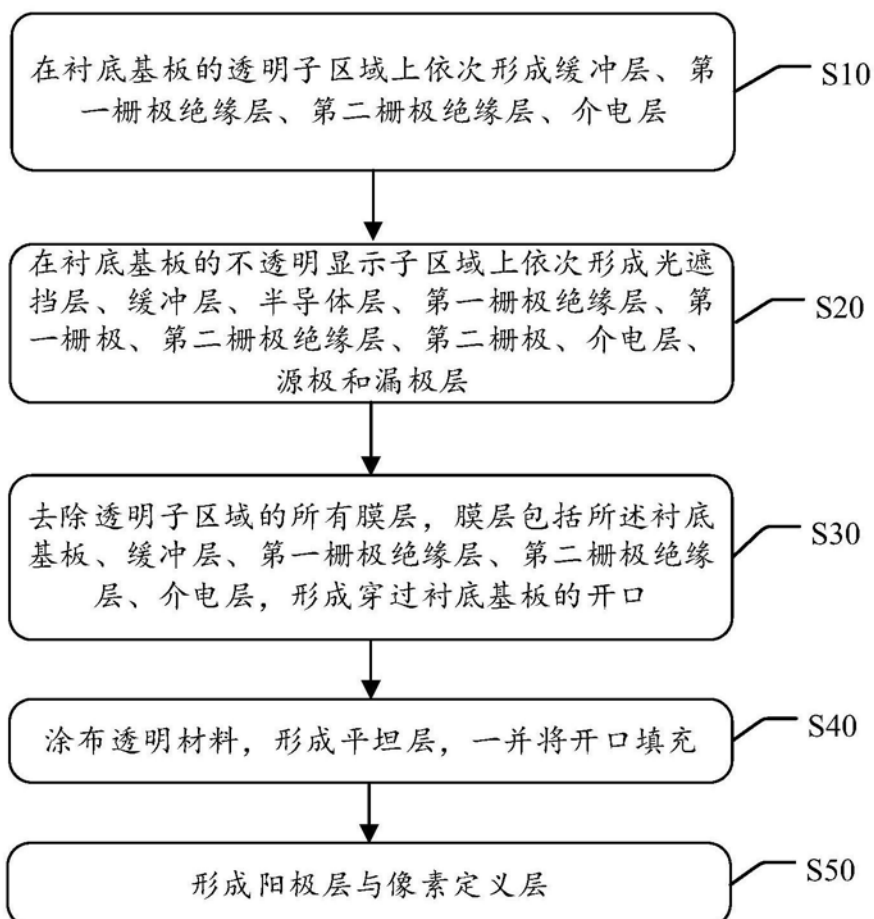 在衬底基板的透明子区域上依次形成缓冲层、第
一栅极绝缘层、第二栅极绝缘层、介电层
S10
在衬底基板的不透明显示子区域上依次形成光遮
挡层、缓冲层、半导体层、第一栅极绝缘层、第
一栅极、第二栅极绝缘层、第二栅极、介电层、
源极和漏极层
S20
去除透明子区域的所有膜层，膜层包括所述衬底
基板、缓冲层、第一栅极绝缘层、第二栅极绝缘
层、介电层，形成穿过衬底基板的开口
S30
涂布透明材料，形成平坦层，一并将开口填充
S40
形成阳极层与像素定义层
S50